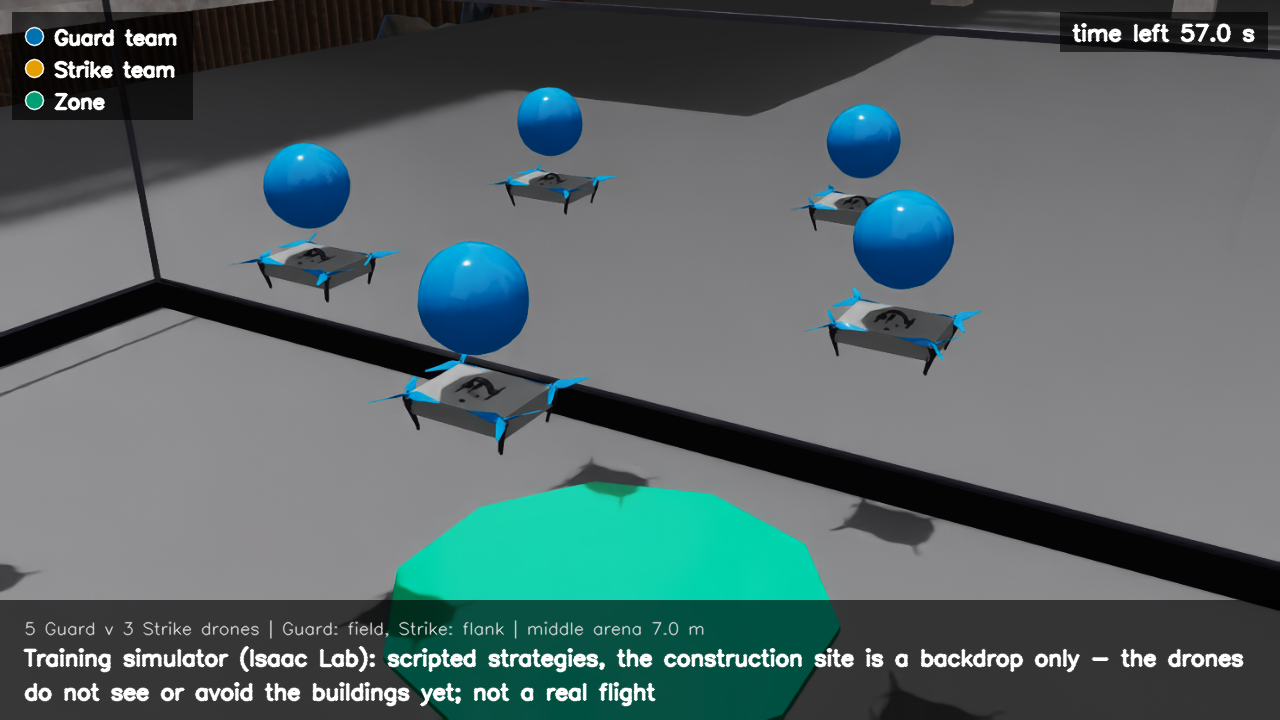 Guard team
Strike team
Zone
time left 57.0 s
5 Guard v 3 Strike drones | Guard: field, Strike: flank | middle arena 7.0 m
Training simulator (Isaac Lab): scripted strategies, the construction site is a backdrop only – the drones
do not see or avoid the buildings yet; not a real flight